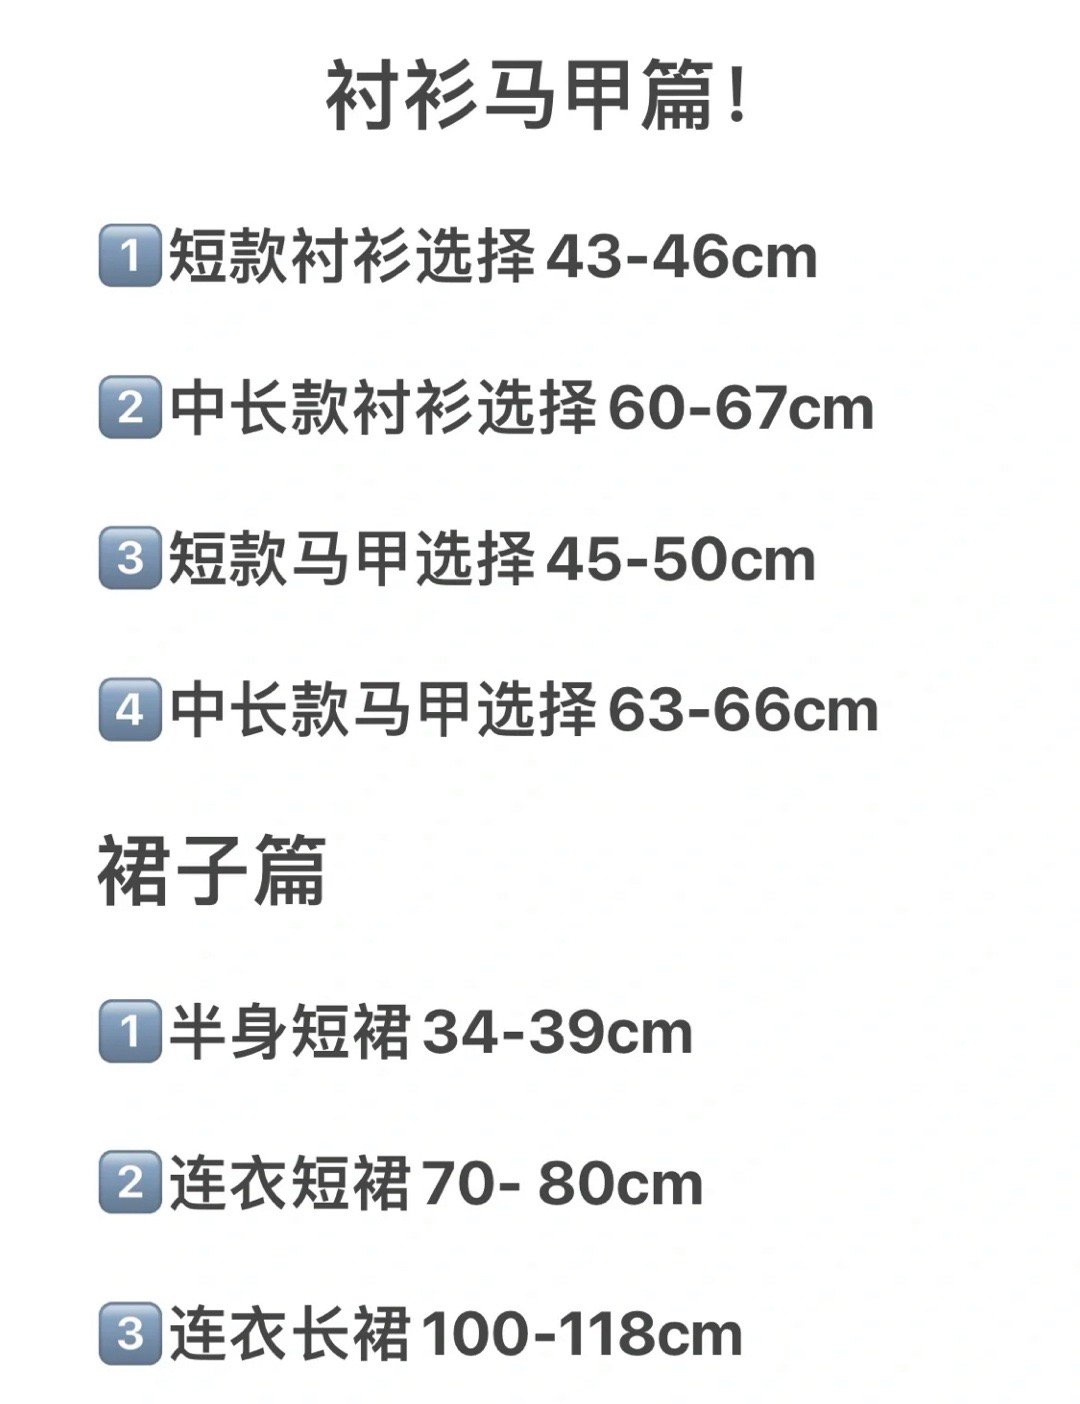 衬衫马甲篇！
1️⃣短款衬衫选择43-46cm
2️⃣中长款衬衫选择60-67cm
3️⃣短款马甲选择45-50cm
4️⃣中长款马甲选择63-66cm
裙子篇
1️⃣半身短裙34-39cm
2️⃣连衣短裙70- 80cm
3️⃣连衣长裙100-118cm